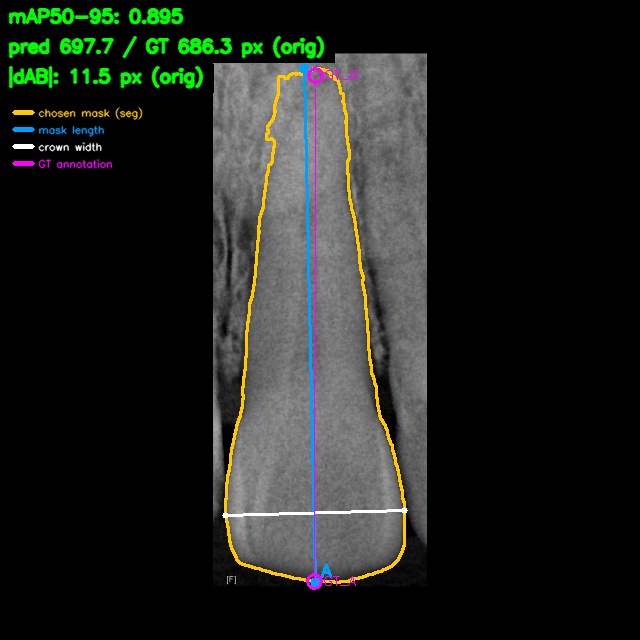 mAP50-95: 0.895
pred 697.7 / GT 686.3 px (orig)
|dAB|: 11.5 px (orig)
chosen mask (seg)
mask length
crown width
GT annotation
A
GT_A
[F]